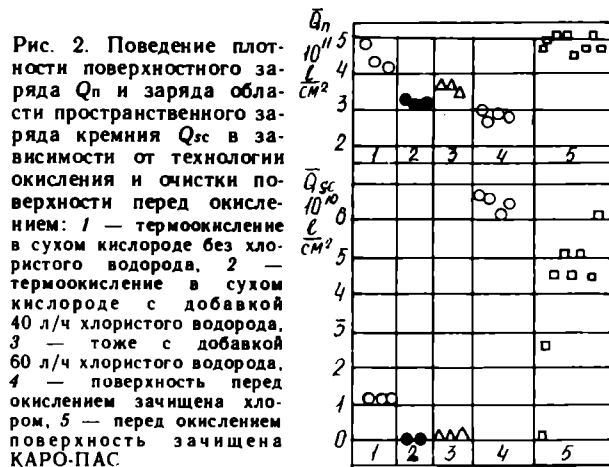 Рис. 2. Поведение плот-
ности поверхностного за-
ряда Qп и заряда обла-
сти пространственного за-
ряда кремния Qsc в за-
висимости от технологии
окисления и очистки по-
верхности перед окисле-
нием: 1 — термоокисление
в сухом кислороде без хло-
ристого водорода, 2 —
термоокисление в сухом
кислороде с добавкой
40 л/ч хлористого водорода,
3 — тоже с добавкой
60 л/ч хлористого водорода,
4 — поверхность перед
окислением зачищена хло-
ром, 5 — перед окислением
поверхность зачищена
КАРО-ПАС
Q̄п
10¹¹
ℓ
см²
5
4
3
2
1 2 3 4 5
Q̄sc
10¹⁰
ℓ
см²
6
5
4
3
2
1
0
1 2 3 4 5